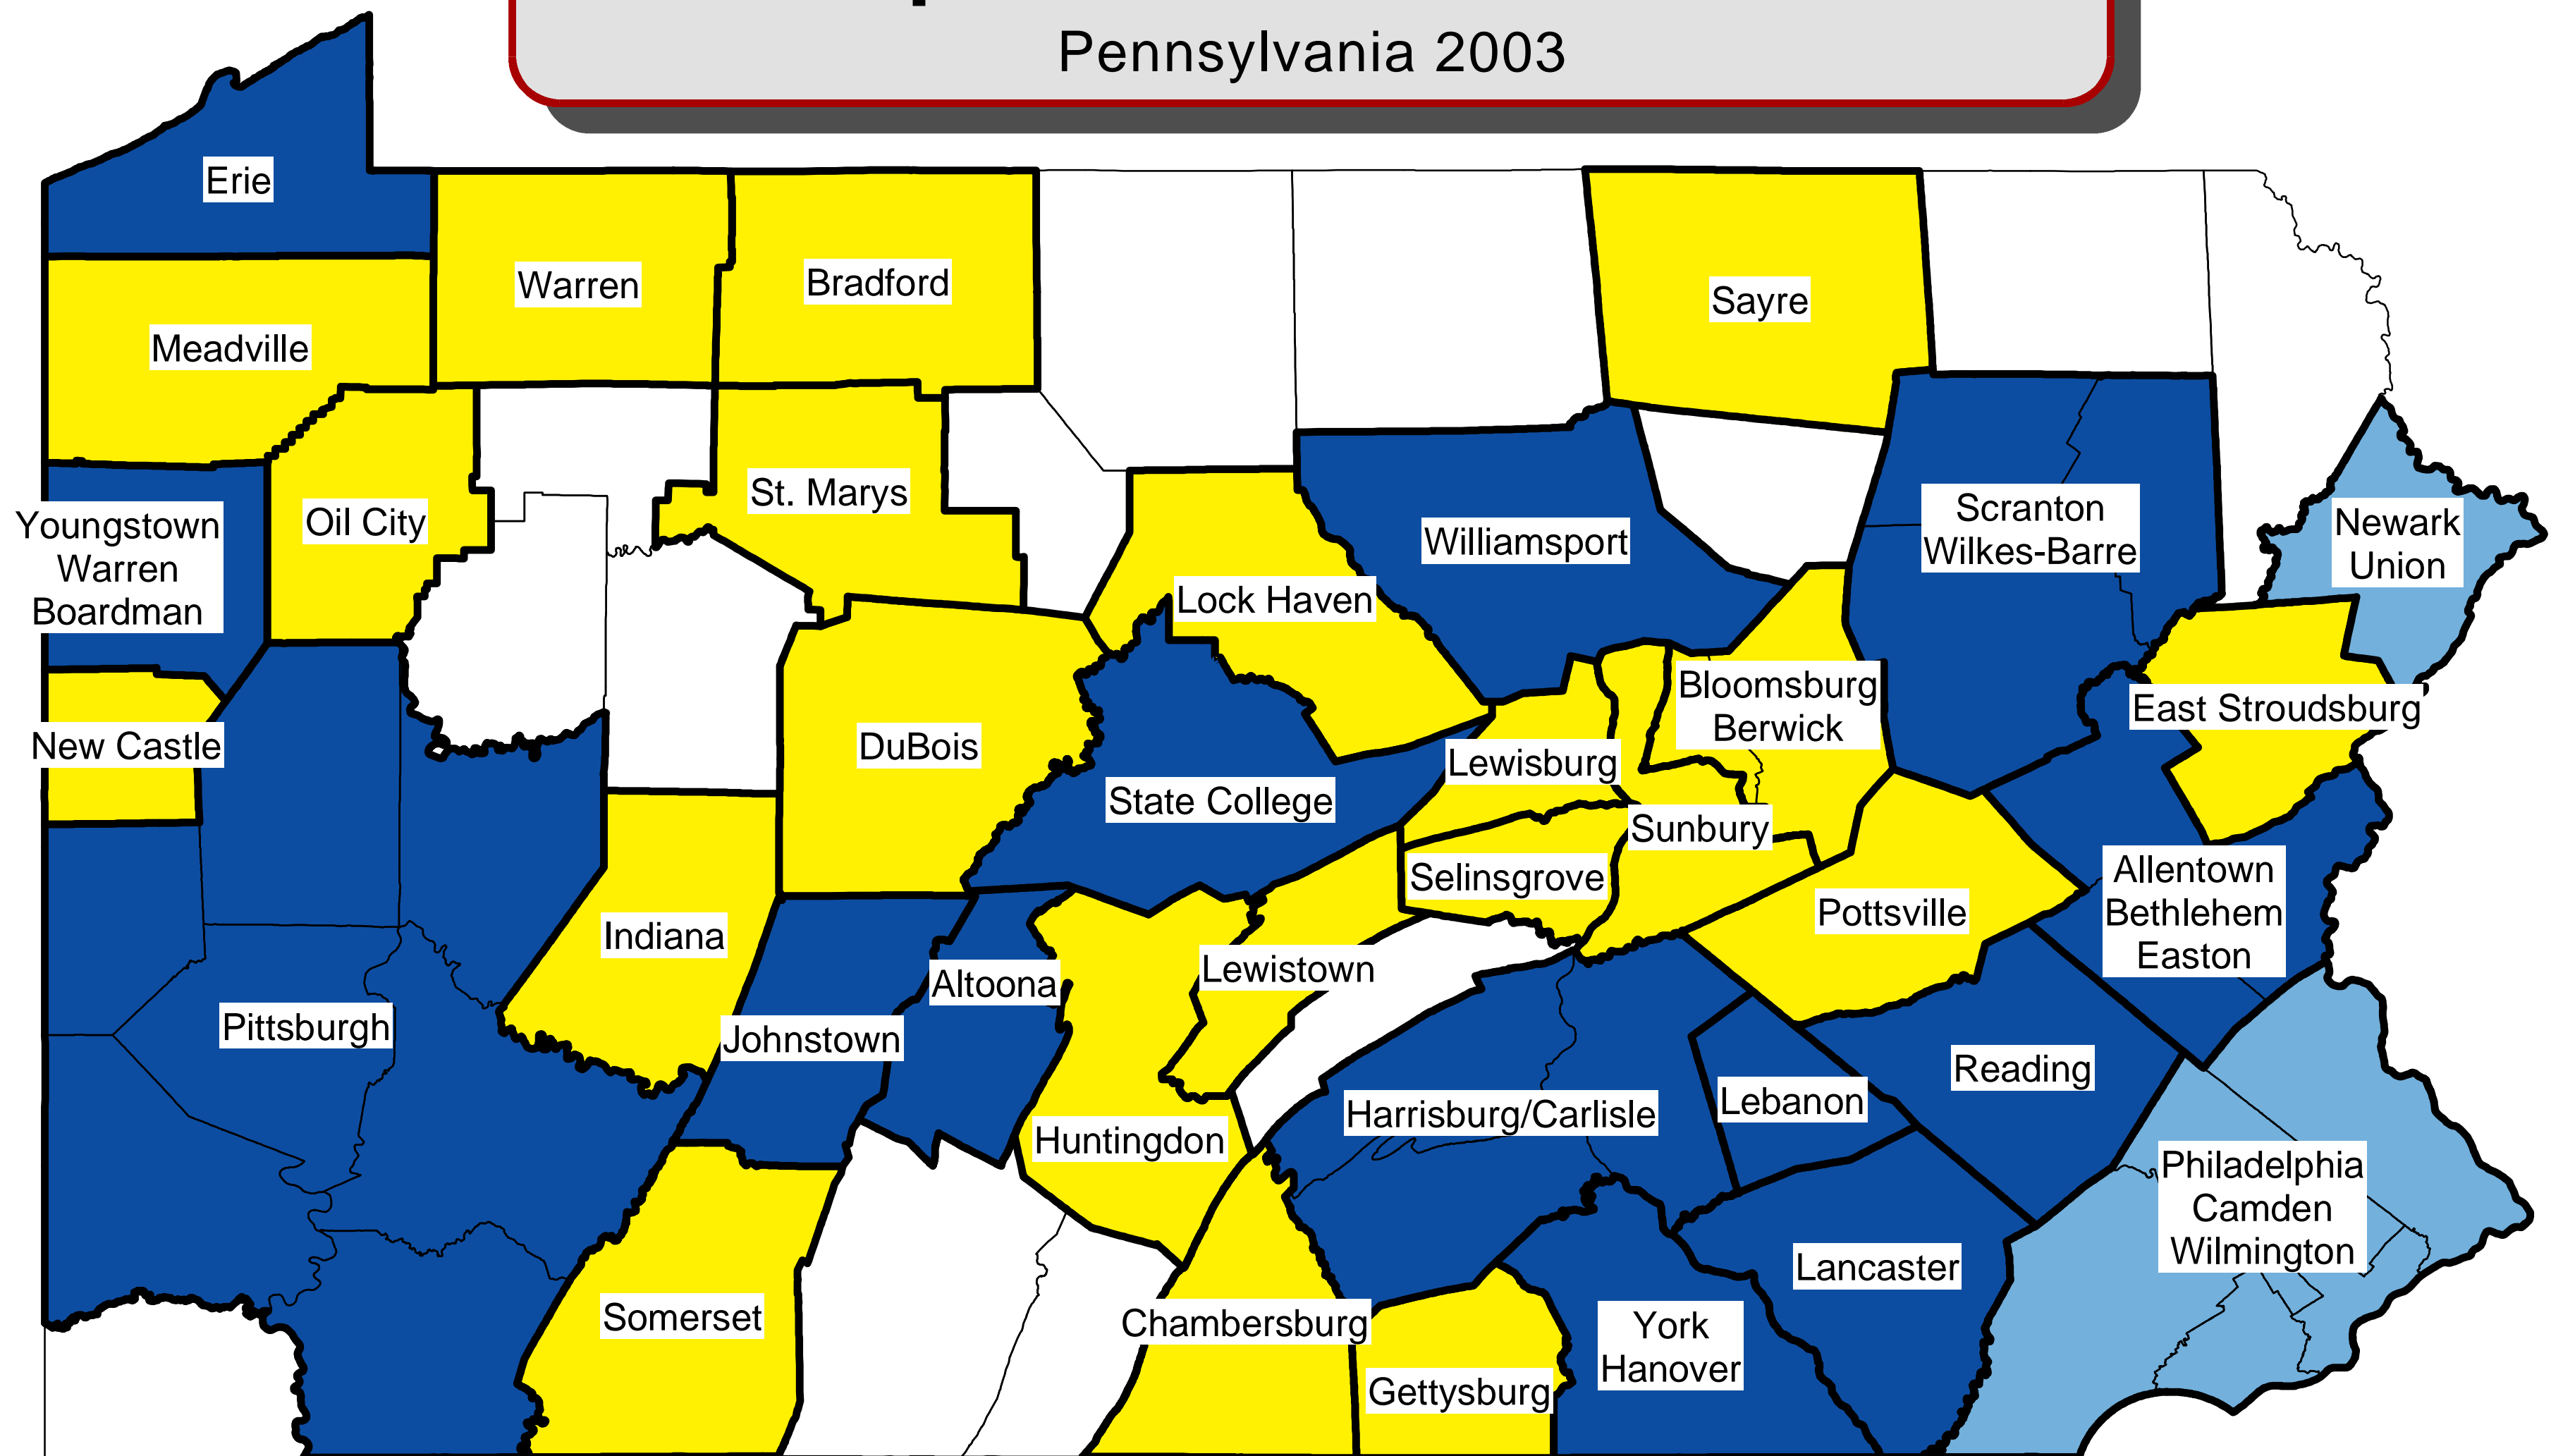 Pennsylvania 2003
Erie
Warren
Bradford
Sayre
Meadville
St. Marys
Oil City
Youngstown
Warren
Boardman
Williamsport
Scranton
Wilkes-Barre
Newark
Union
Lock Haven
New Castle
DuBois
State College
Lewisburg
Bloomsburg
Berwick
East Stroudsburg
Sunbury
Selinsgrove
Pottsville
Allentown
Bethlehem
Easton
Indiana
Altoona
Lewistown
Pittsburgh
Johnstown
Huntingdon
Harrisburg/Carlisle
Lebanon
Reading
Philadelphia
Camden
Wilmington
Somerset
Chambersburg
Gettysburg
York
Hanover
Lancaster